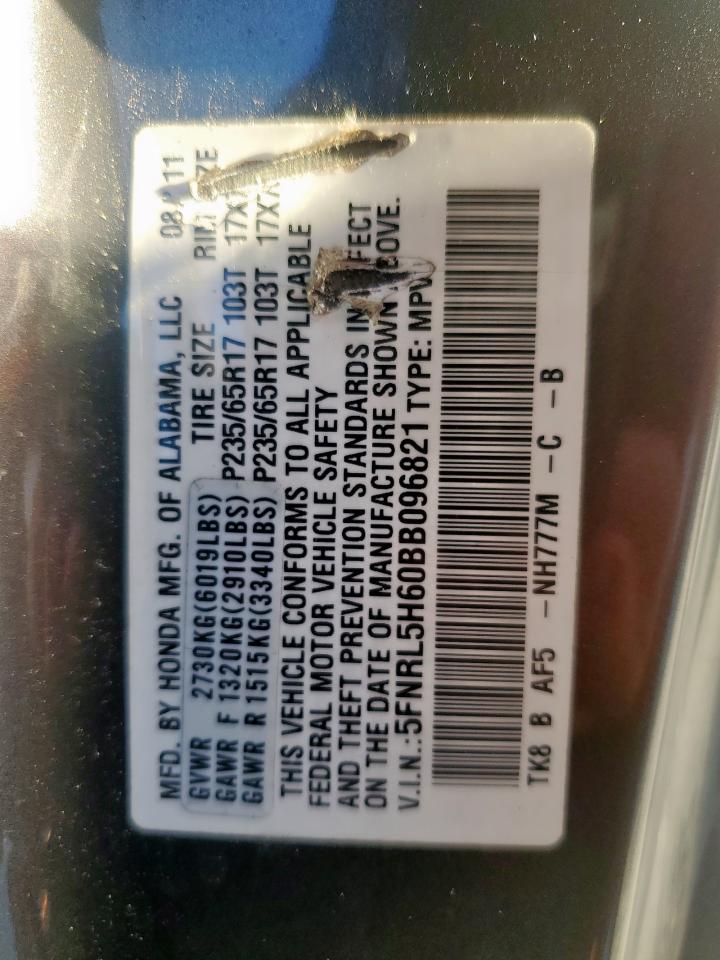 MFD. BY HONDA MFG. OF ALABAMA, LLC 11
GVWR 2730KG(6019LBS) TIRE SIZE
GAWR F 1320KG(2910LBS) P235/65R17 103T
GAWR R 1515KG(3340LBS) P235/65R17 103T
THIS VEHICLE CONFORMS TO ALL APPLICABLE
FEDERAL MOTOR VEHICLE SAFETY
AND THEFT PREVENTION STANDARDS IN
ON THE DATE OF MANUFACTURE SHOWN
V.I.N.:5FNRL5H60BB096821 TYPE: MPV
TK8 B AF5 -NH777M -C -B